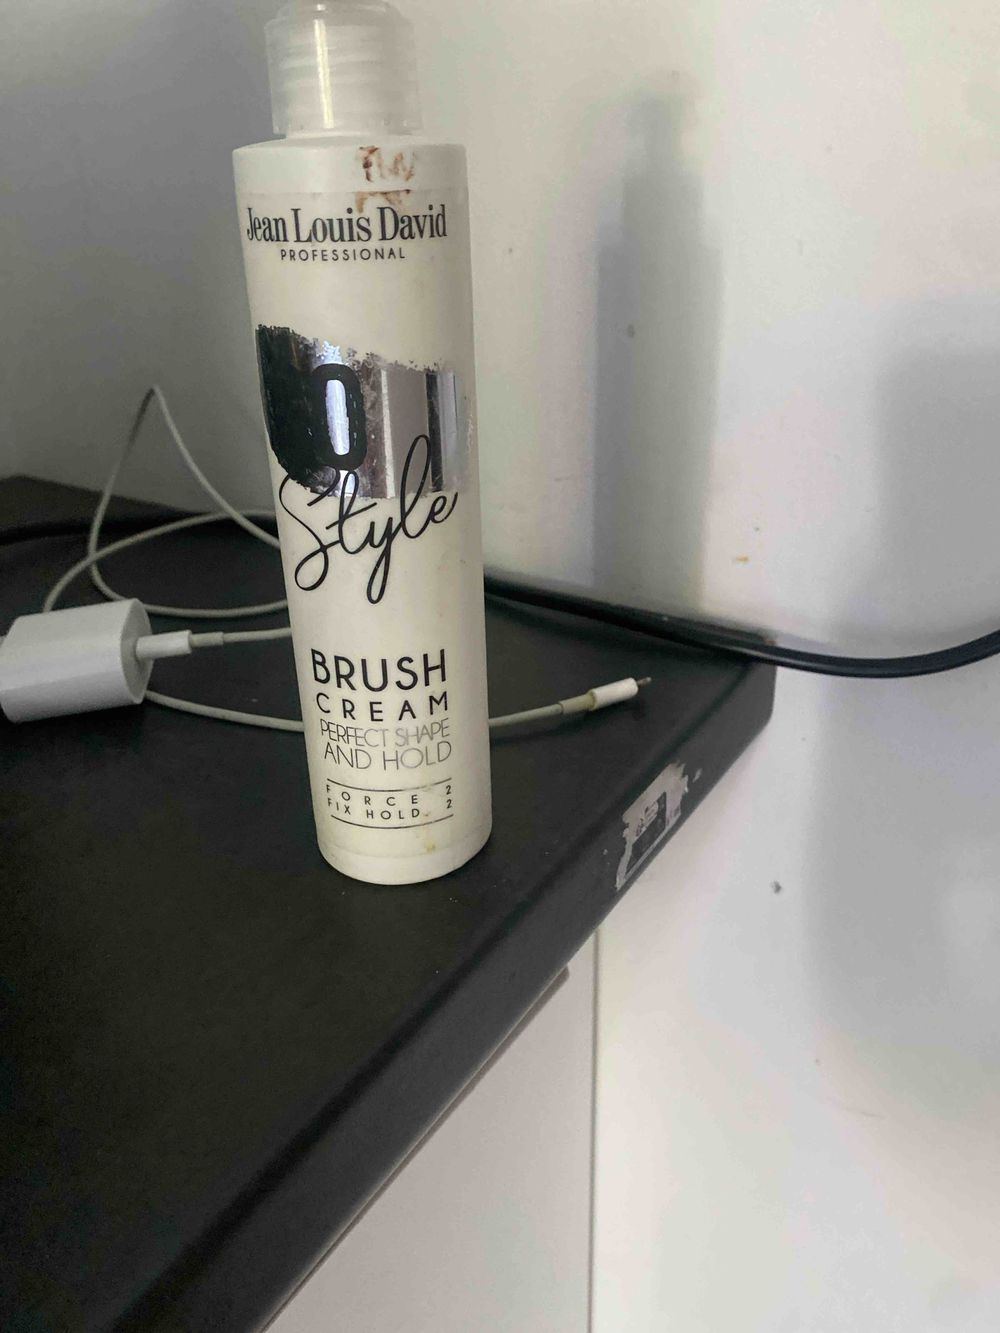 Jean Louis David
PROFESSIONAL
Style
BRUSH
CREAM
PERFECT SHAPE
AND HOLD
FORCE 2
FIX HOLD 2